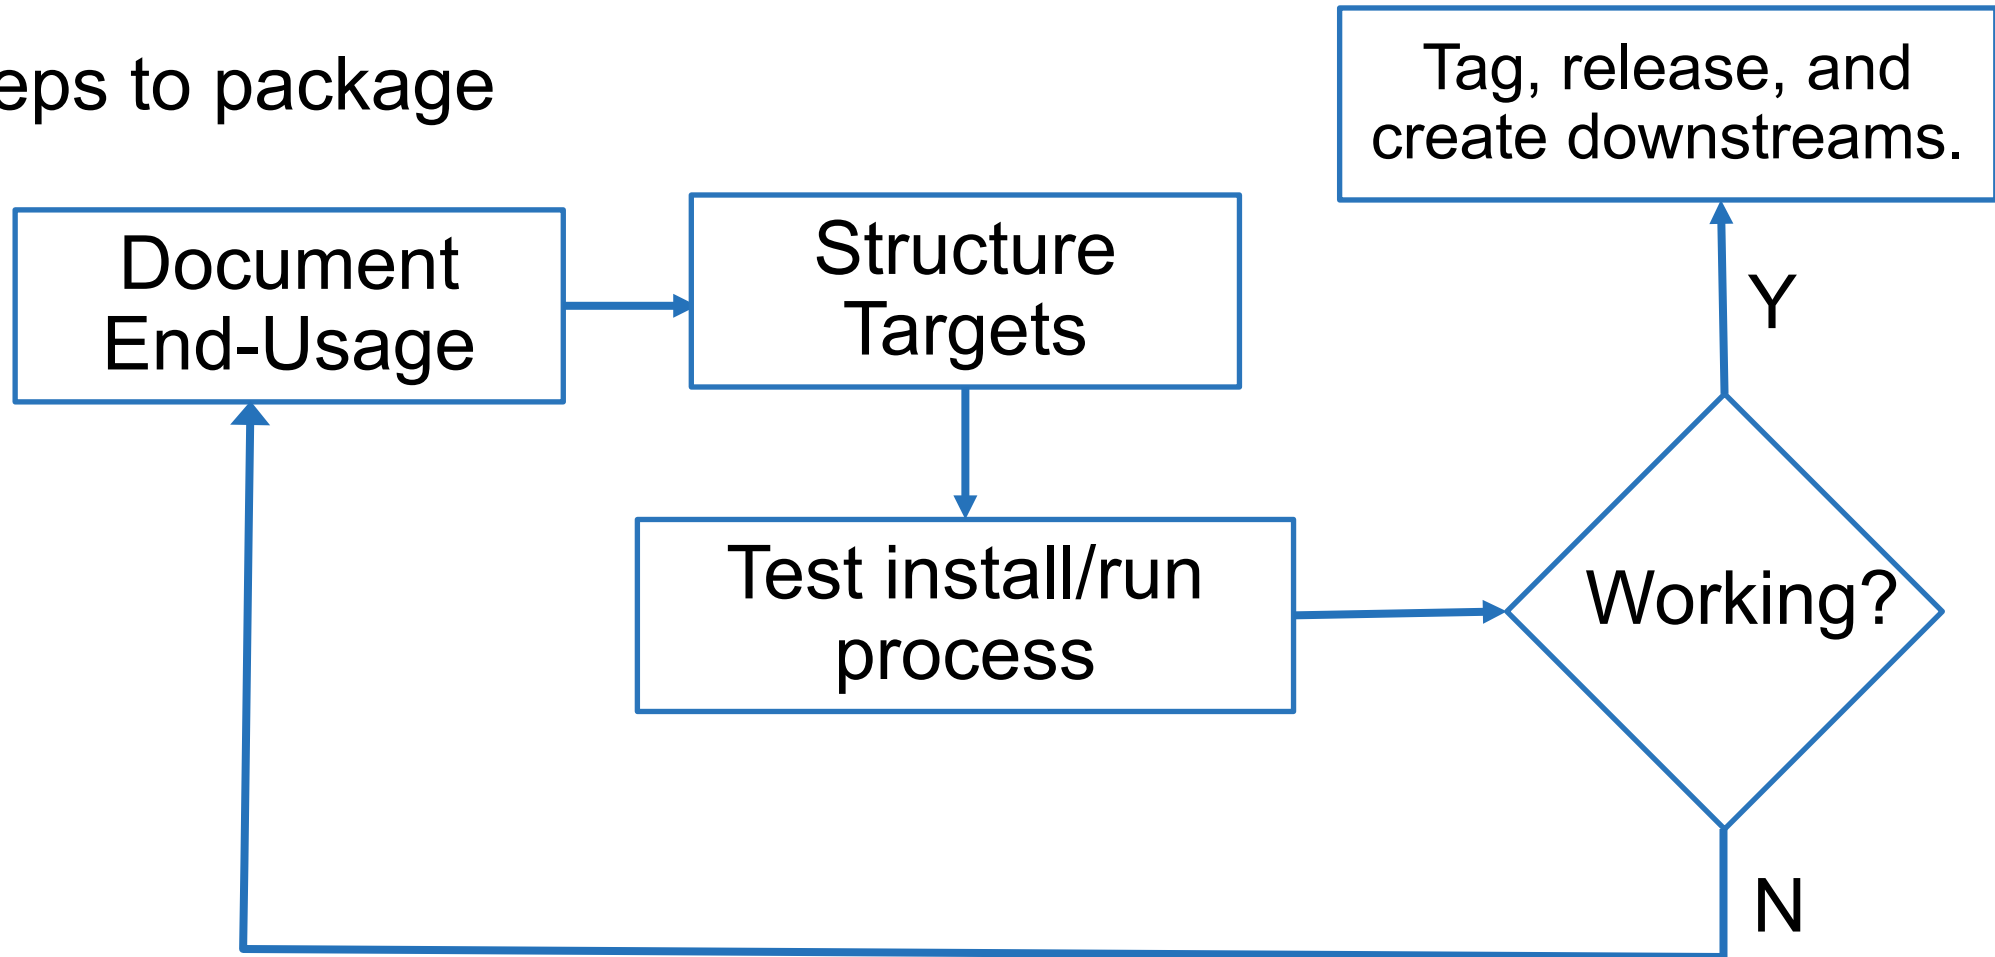 eps to package
Tag, release, and
create downstreams.
Document
End-Usage
Structure
Targets
Y
Test install/run
process
Working?
N